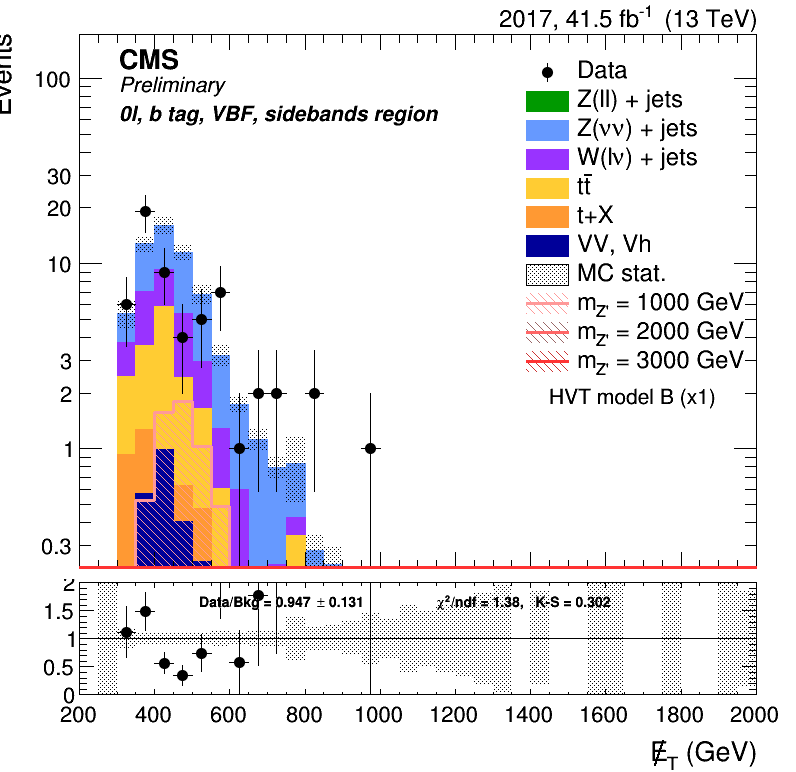 2017, 41.5 fb⁻¹ (13 TeV)
Events
CMS
Preliminary
0l, b tag, VBF, sidebands region
Data
Z(ll) + jets
Z(νν) + jets
W(lν) + jets
tt̄
t+X
VV, Vh
MC stat.
m_Z' = 1000 GeV
m_Z' = 2000 GeV
m_Z' = 3000 GeV
HVT model B (x1)
100
30
20
10
3
2
1
0.3
Data/Bkg = 0.947 ± 0.131
χ²/ndf = 1.38, K-S = 0.302
2
1.5
1
0.5
0
200 400 600 800 1000 1200 1400 1600 1800 2000
E̸_T (GeV)